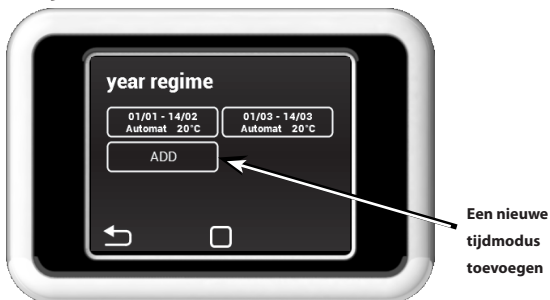 year regime
01/01 - 14/02
Automat 20°C
01/03 - 14/03
Automat 20°C
ADD
Een nieuwe
tijdmodus
toevoegen